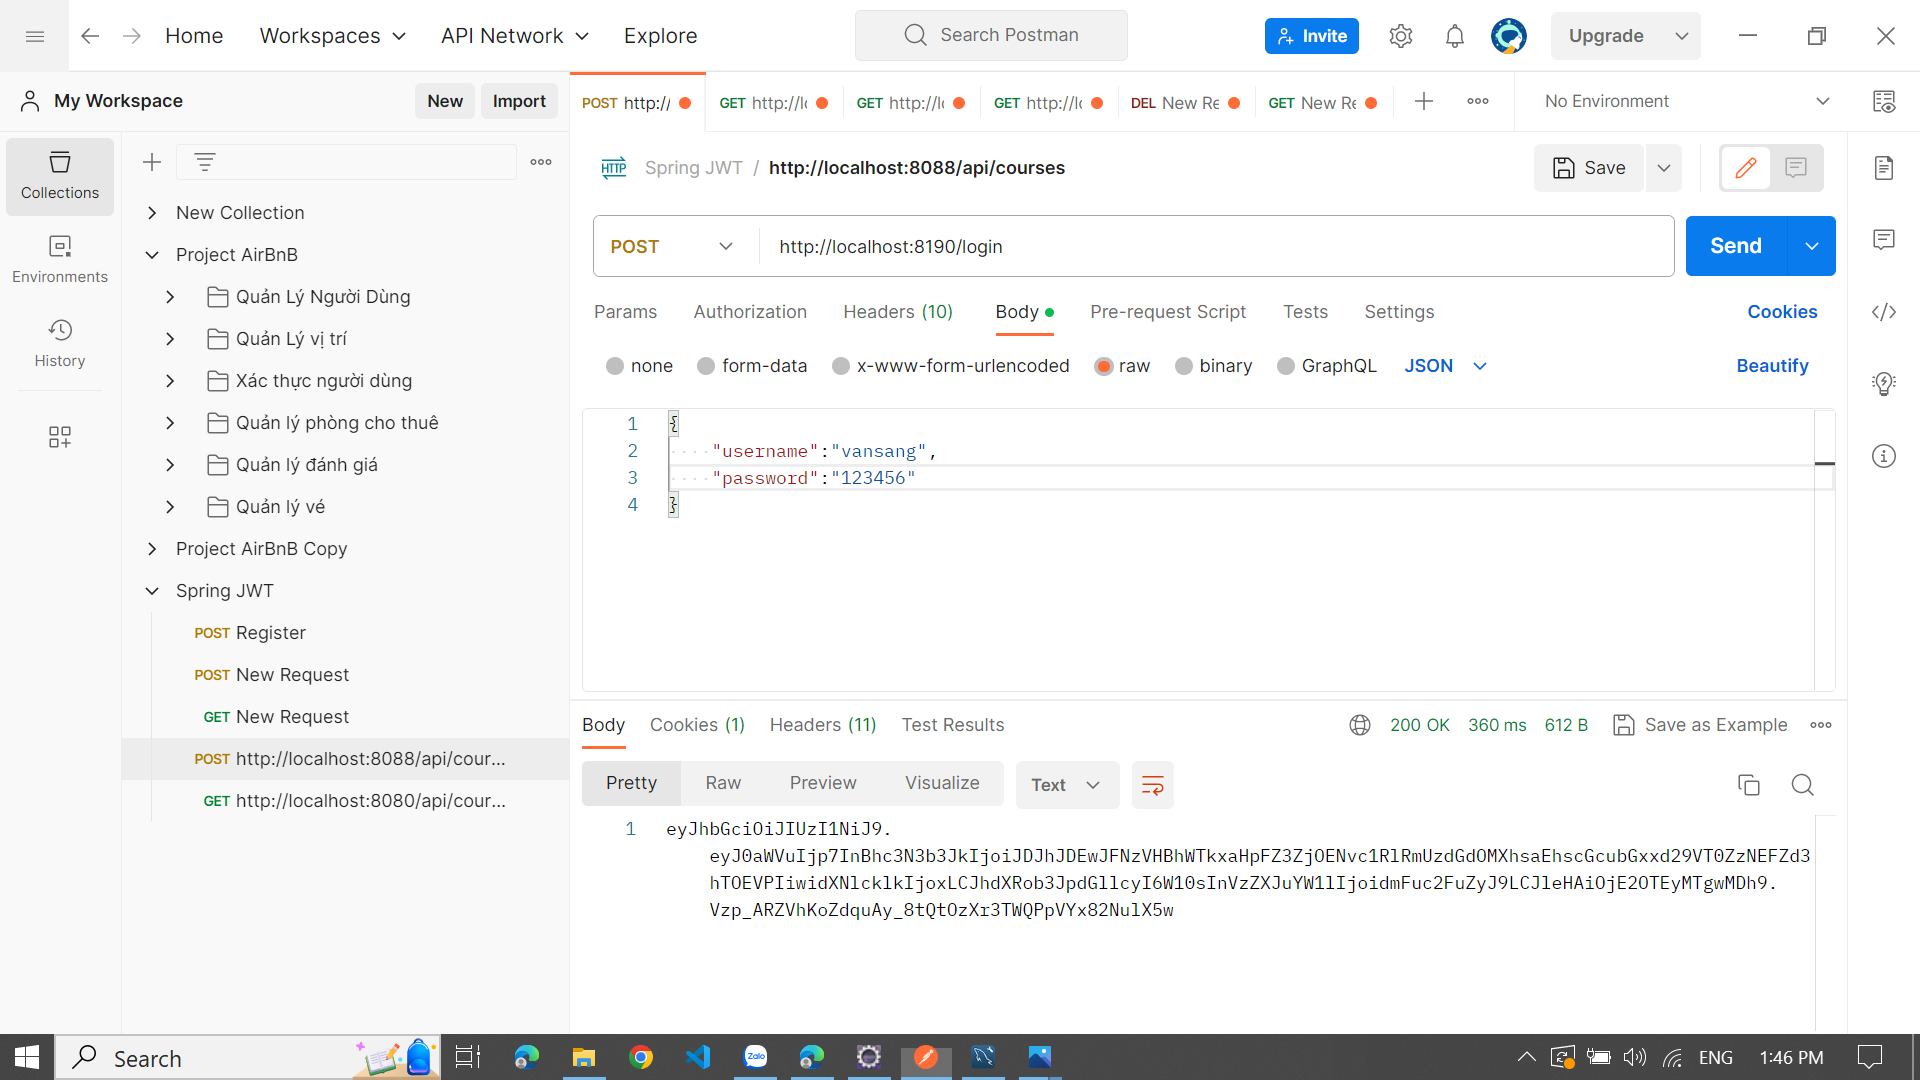 Home
Workspaces
API Network
Explore
Search Postman
Invite
Upgrade
My Workspace
New
Import
POST http://
GET http://lo
GET http://lo
GET http://lo
DEL New Re
GET New Re
No Environment
Collections
Environments
History
New Collection
Project AirBnB
Quản Lý Người Dùng
Quản Lý vị trí
Xác thực người dùng
Quản lý phòng cho thuê
Quản lý đánh giá
Quản lý vé
Project AirBnB Copy
Spring JWT
POST Register
POST New Request
GET New Request
POST http://localhost:8088/api/cour...
GET http://localhost:8080/api/cour...
HTTP
Spring JWT / http://localhost:8088/api/courses
Save
POST
http://localhost:8190/login
Send
Params
Authorization
Headers (10)
Body
Pre-request Script
Tests
Settings
Cookies
none
form-data
x-www-form-urlencoded
raw
binary
GraphQL
JSON
Beautify
1 {
2 "username":"vansang",
3 "password":"123456"
4 }
Body
Cookies (1)
Headers (11)
Test Results
200 OK
360 ms
612 B
Save as Example
Pretty
Raw
Preview
Visualize
Text
1 eyJhbGciOiJIUzI1NiJ9.
eyJ0aWVuIjp7InBhc3N3b3JkIjoiJDJhJDEwJFNzVHBhWTkxaHpFZ3ZjOENvc1RlRmUzdGdOMXhsaEhscGcubGxxd29VT0ZzNEFZd3
hTOEVPIiwidXNlcklkIjoxLCJhdXRob3JpdGllcyI6W10sInVzZXJuYW1lIjoidmFuc2FuZyJ9LCJleHAiOjE2OTEyMTgwMDh9.
Vzp_ARZVhKoZdquAy_8tQtOzXr3TWQPpVYx82NulX5w
Search
Zalo
ENG
1:46 PM